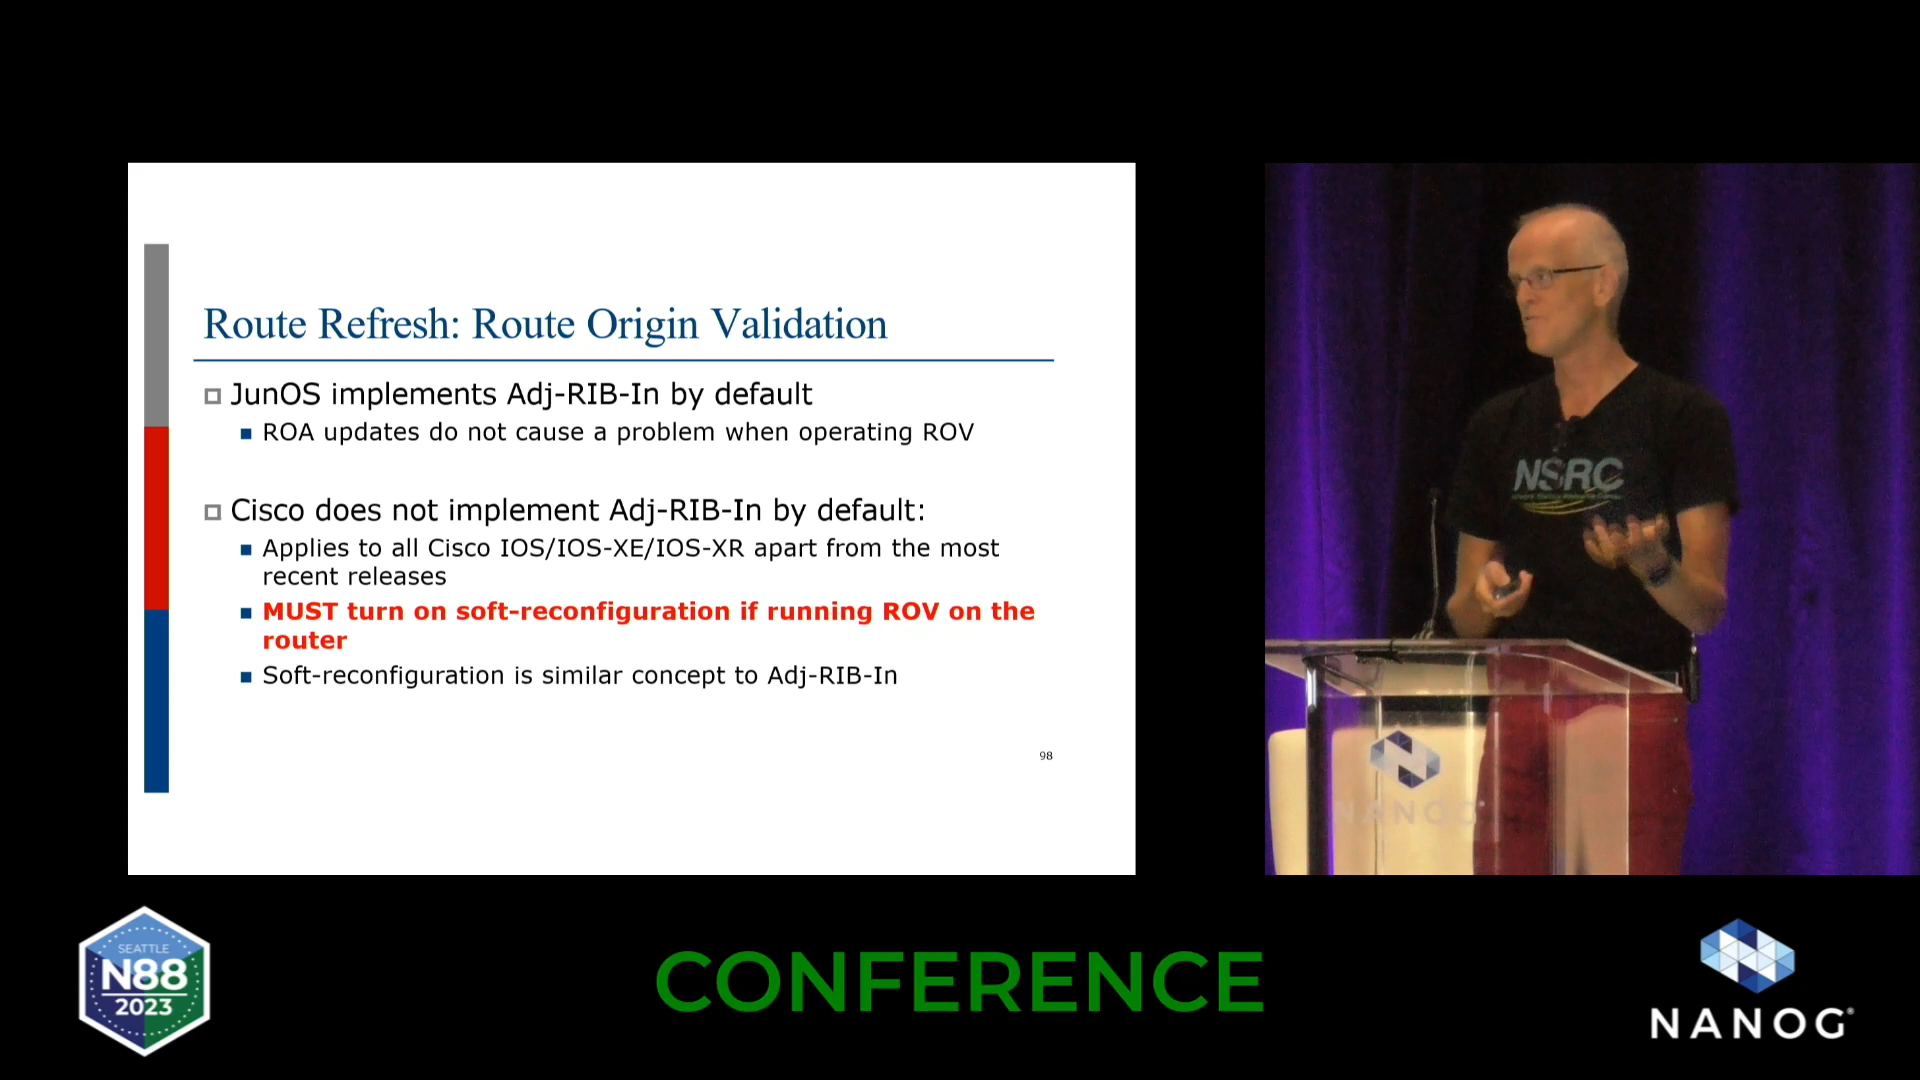 Route Refresh: Route Origin Validation
JunOS implements Adj-RIB-In by default
ROA updates do not cause a problem when operating ROV
Cisco does not implement Adj-RIB-In by default:
Applies to all Cisco IOS/IOS-XE/IOS-XR apart from the most
recent releases
MUST turn on soft-reconfiguration if running ROV on the
router
Soft-reconfiguration is similar concept to Adj-RIB-In
98
NSRC
NANOG
SEATTLE
N88
2023
CONFERENCE
NANOG®